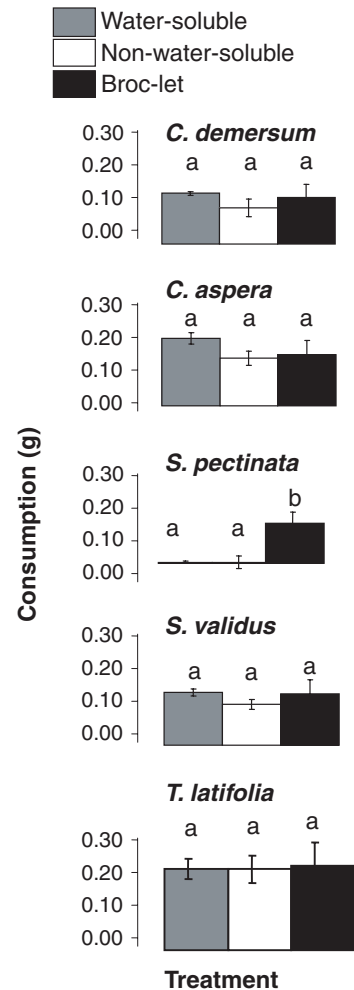 Water-soluble
Non-water-soluble
Broc-let
C. demersum
0.30
0.20
0.10
0.00
a a a
C. aspera
0.30
0.20
0.10
0.00
a a a
S. pectinata
0.30
0.20
0.10
0.00
a a b
S. validus
0.30
0.20
0.10
0.00
a a a
T. latifolia
0.30
0.20
0.10
0.00
a a a
Consumption (g)
Treatment